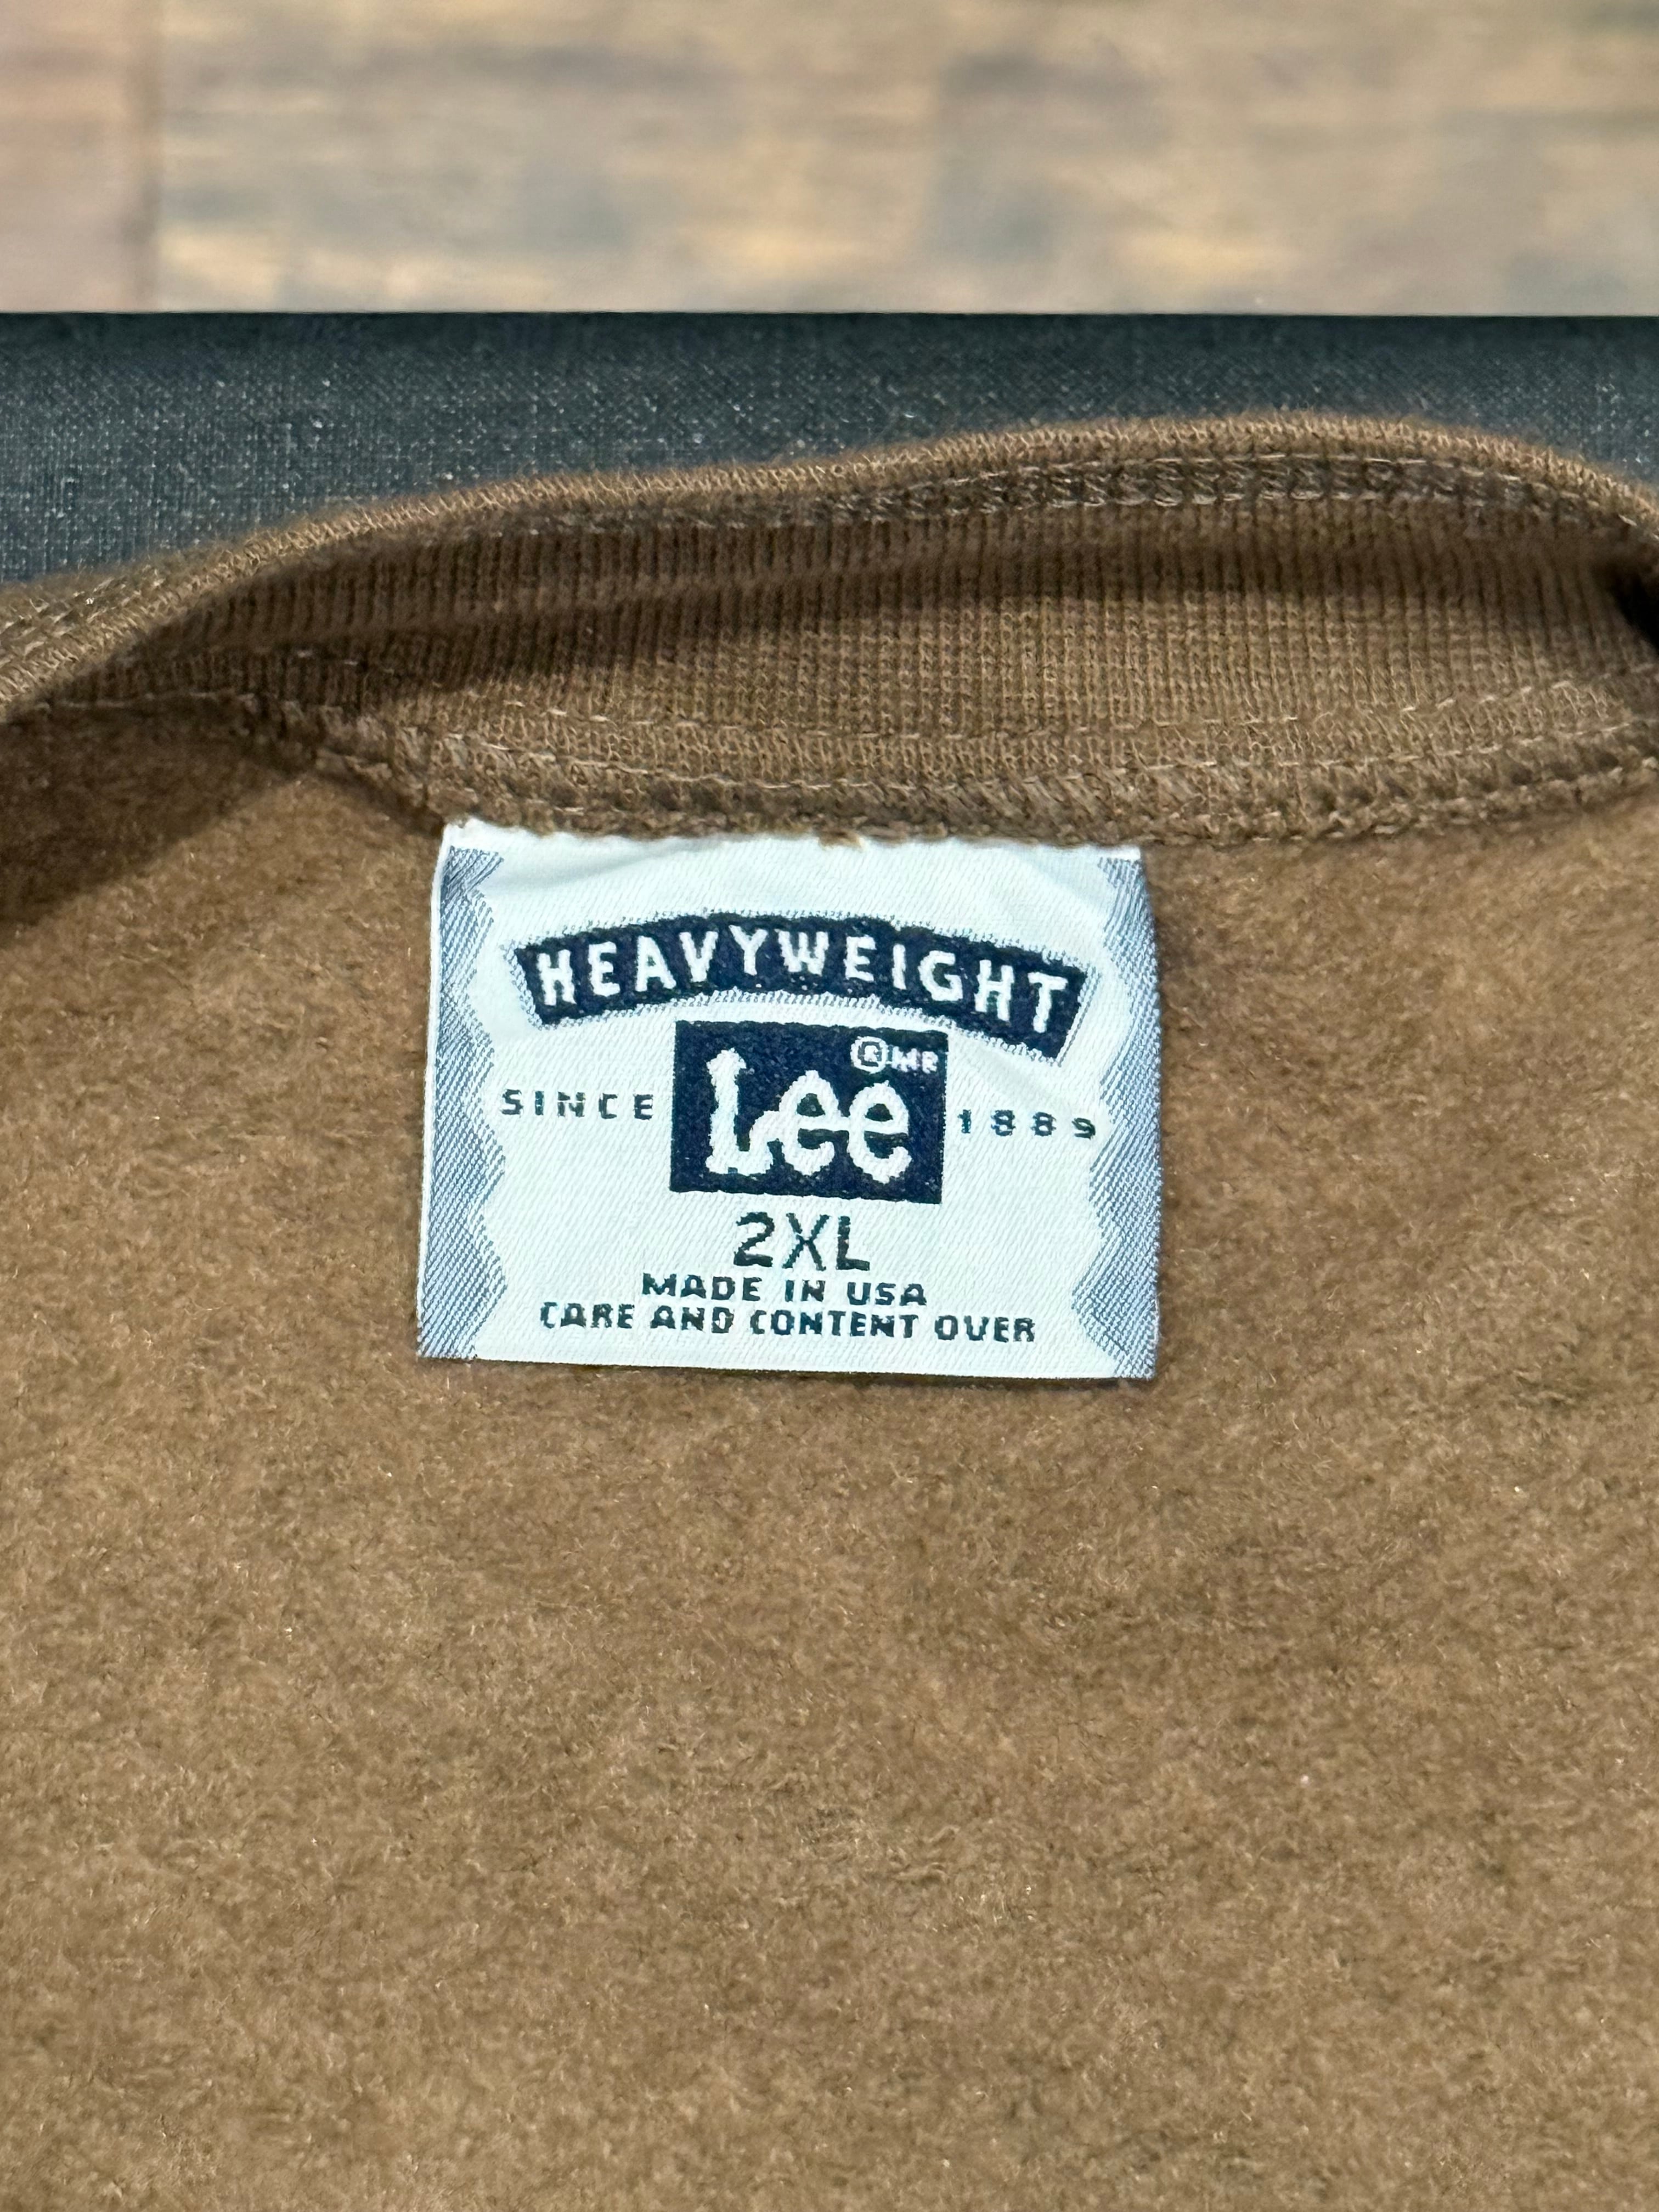 HEAVYWEIGHT
®MR
SINCE Lee 1889
2XL
MADE IN USA
CARE AND CONTENT OVER